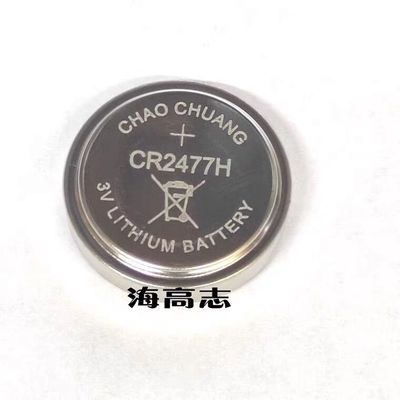 CHAO CHUANG
+
CR2477H
3V LITHIUM BATTERY
海高志